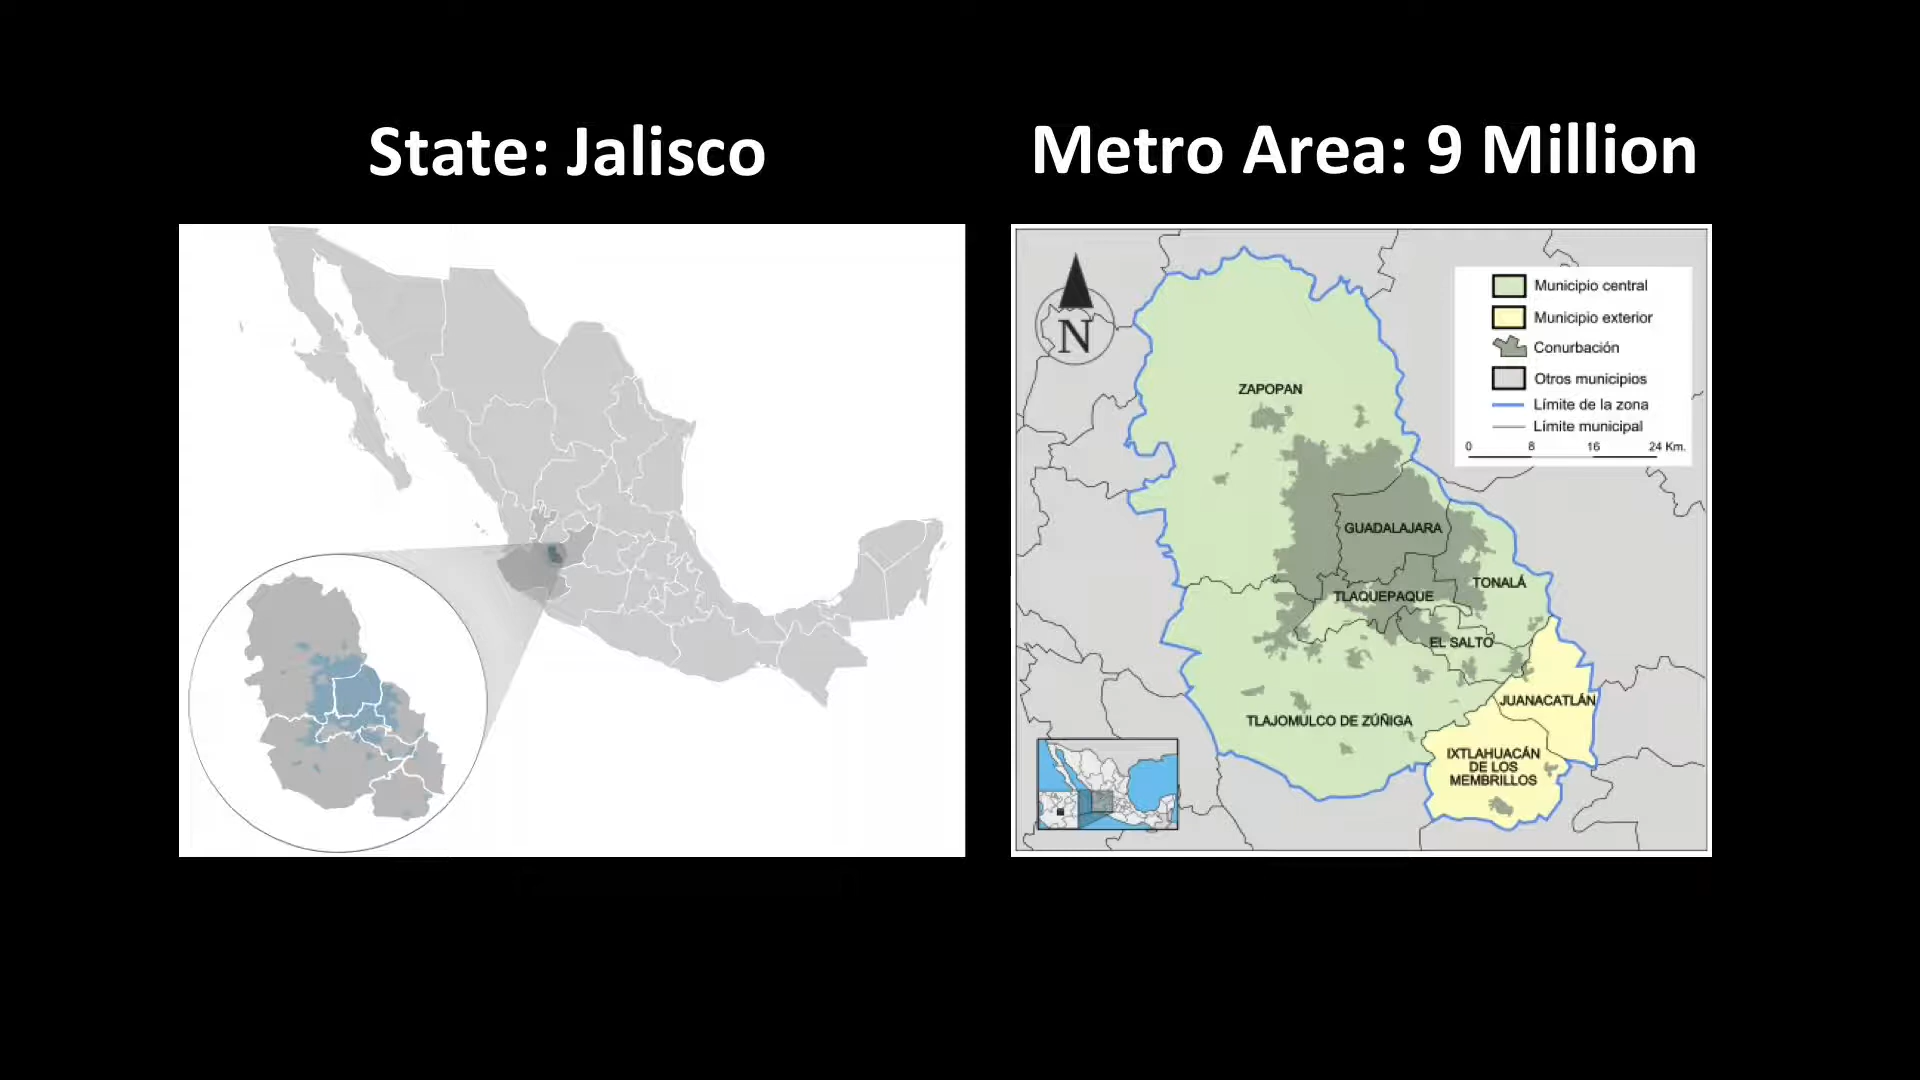 State: Jalisco
Metro Area: 9 Million
N
Municipio central
Municipio exterior
Conurbación
Otros municipios
Límite de la zona
Límite municipal
0 8 16 24 Km.
ZAPOPAN
GUADALAJARA
TONALÁ
TLAQUEPAQUE
EL SALTO
JUANACATLÁN
TLAJOMULCO DE ZÚÑIGA
IXTLAHUACÁN
DE LOS
MEMBRILLOS